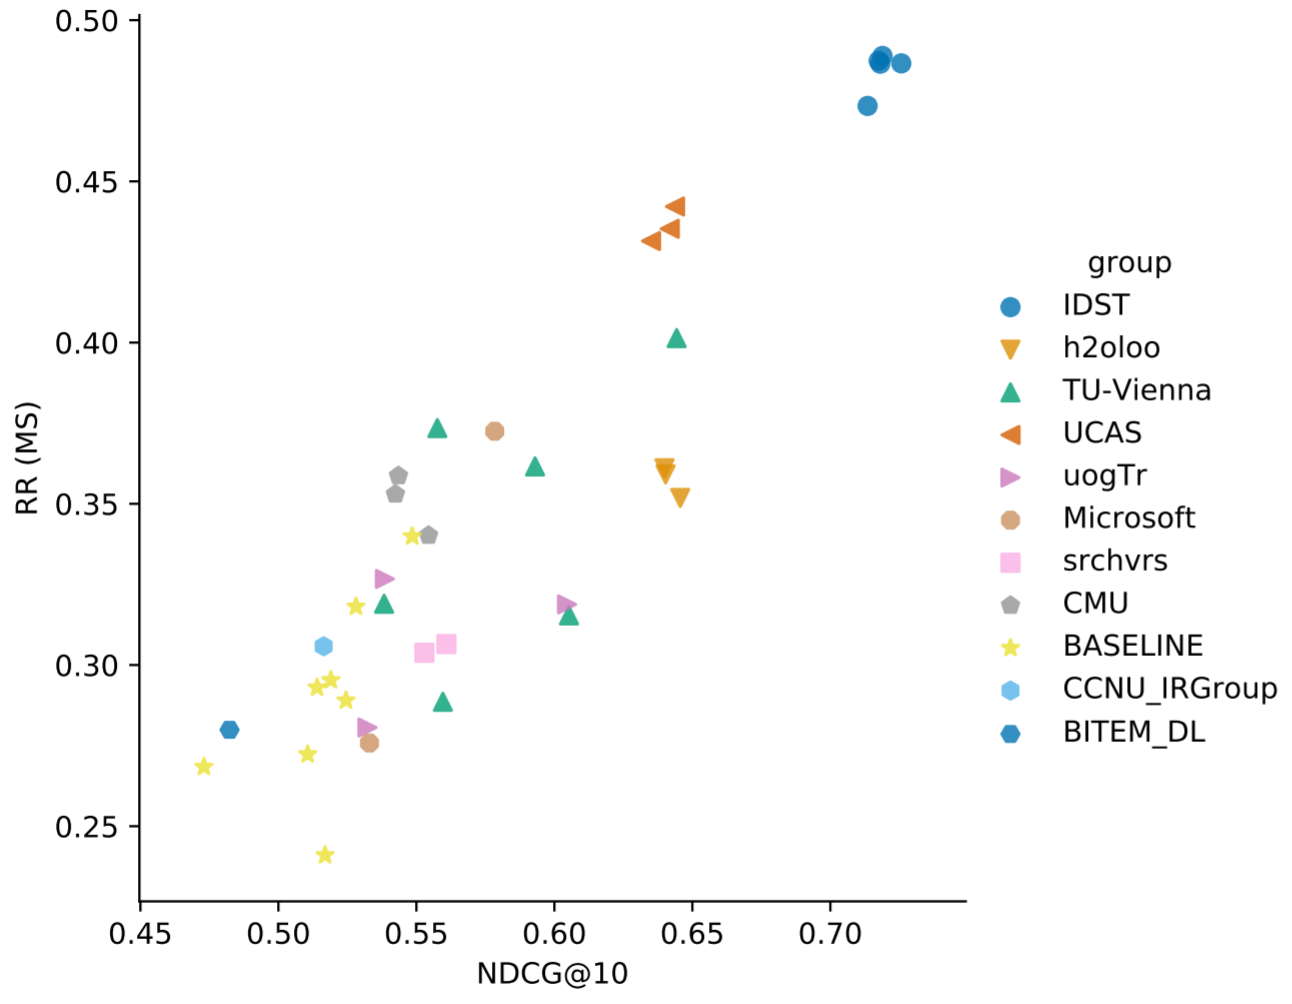 0.50
0.45
0.40
0.35
0.30
0.25
RR (MS)
0.45 0.50 0.55 0.60 0.65 0.70
NDCG@10
group
IDST
h2oloo
TU-Vienna
UCAS
uogTr
Microsoft
srchvrs
CMU
BASELINE
CCNU_IRGroup
BITEM_DL